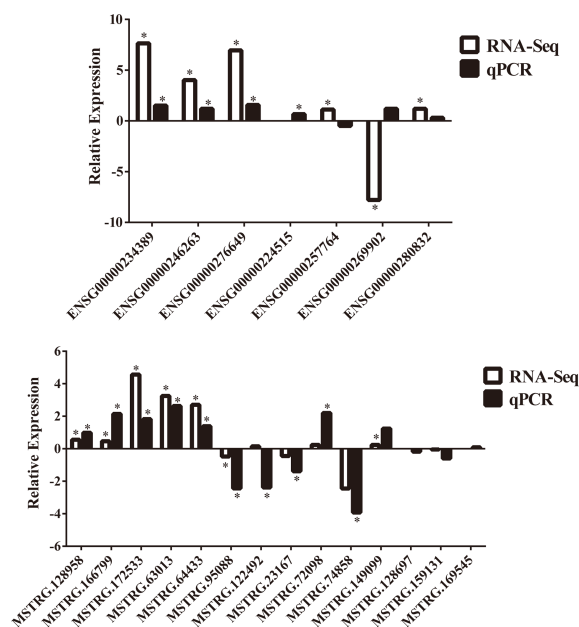 10
5
0
-5
-10
Relative Expression
RNA-Seq
qPCR
* * * * * * * * * *
ENSG00000234389
ENSG00000246263
ENSG00000276649
ENSG00000224515
ENSG00000257764
ENSG00000269902
ENSG00000280832
6
4
2
0
-2
-4
-6
Relative Expression
RNA-Seq
qPCR
* * * * * * * * * * * * * * * *
★MSTRG.128958
MSTRG.166799
MSTRG.172533
MSTRG.63013
MSTRG.64433
MSTRG.95088
MSTRG.122492
MSTRG.23167
MSTRG.72098
MSTRG.74858
MSTRG.149099
MSTRG.128697
MSTRG.159131
MSTRG.169545